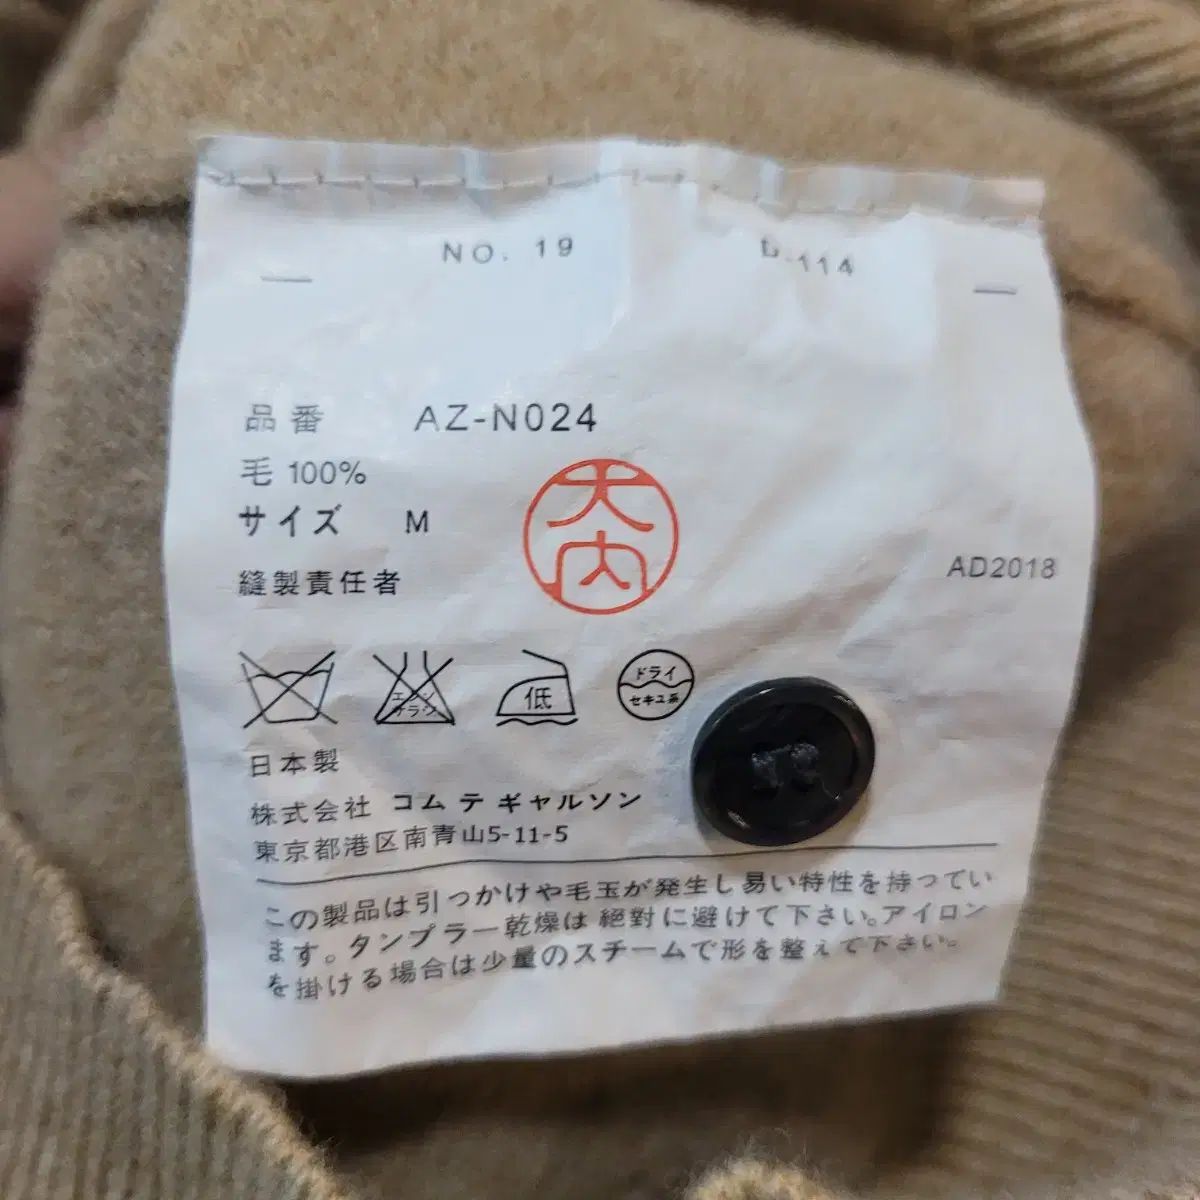 NO. 19
114
品番 AZ-N024
毛 100%
サイズ M
大内
縫製責任者
AD2018
エンソサラシ
低
ドライ
セキユ系
日本製
株式会社 コムテギャルソン
東京都港区南青山5-11-5
この製品は引っかけや毛玉が発生し易い特性を持ってい
ます。タンブラー乾燥は絶對に避けて下さい。アイロン
を掛ける場合は少量のスチームで形を整えて下さい。